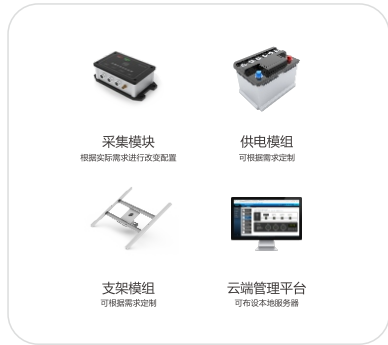 采集模块
根据实际需求进行改变配置
供电模组
可根据需求定制
支架模组
可根据需求定制
云端管理平台
可布设本地服务器